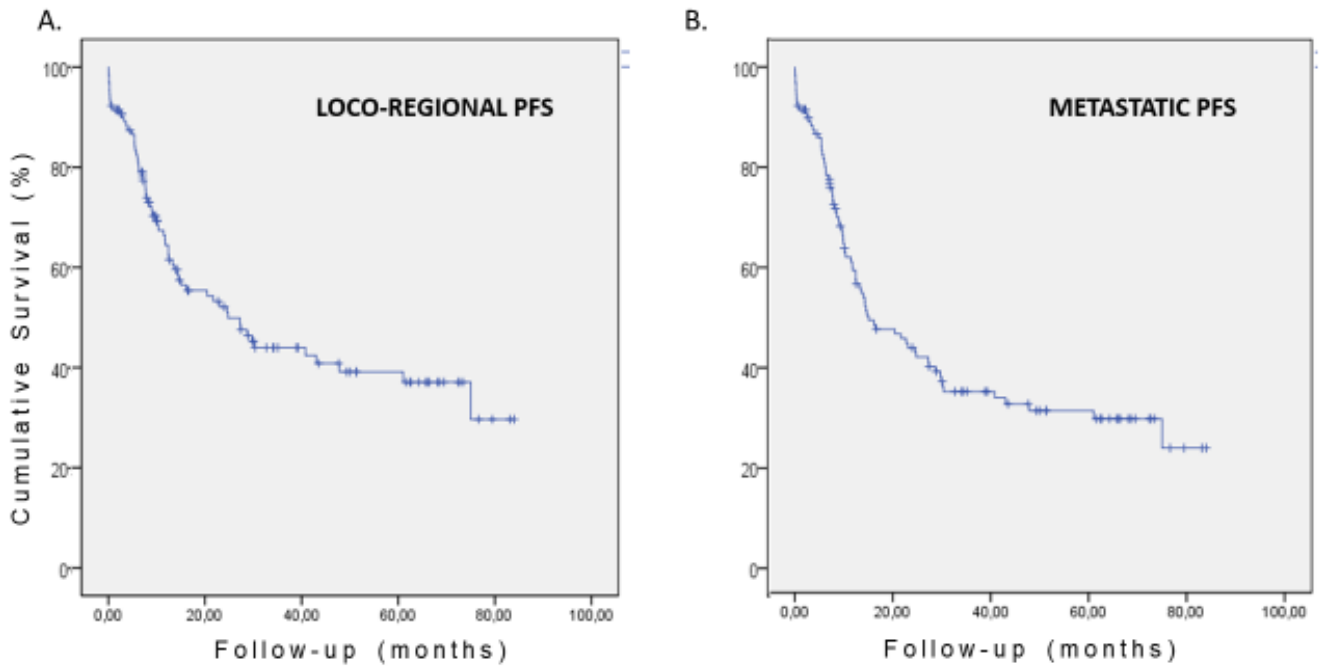 A.
LOCO-REGIONAL PFS
Cumulative Survival (%)
100
80
60
40
20
0
0,00 20,00 40,00 60,00 80,00 100,00
Follow-up (months)
B.
METASTATIC PFS
100
80
60
40
20
0
0,00 20,00 40,00 60,00 80,00 100,00
Follow-up (months)